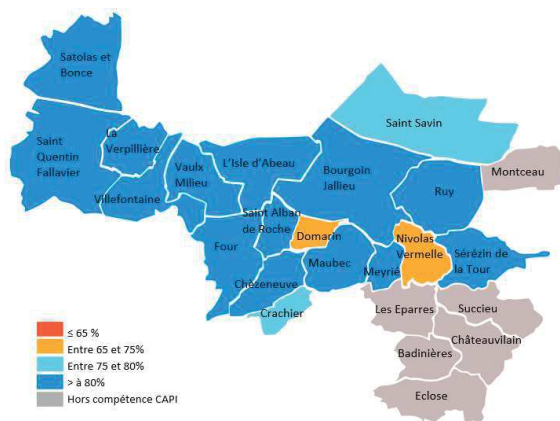 Satolas et
Bonce
Saint Savin
Saint
Quentin
Fallavier
La
Verpillière
Vaulx
Milieu
L'Isle d'Abeau
Bourgoin
Jallieu
Montceau
Ruy
Villefontaine
Saint Alban
de Roche
Domarin
Nivolas
Vermelle
Four
Maubec
Meyrié
Sérézin de
la Tour
Chèzeneuve
Crachier
Les Eparres
Succieu
Châteauvilain
Badinières
Eclose
≤ 65 %
Entre 65 et 75%
Entre 75 et 80%
> à 80%
Hors compétence CAPI